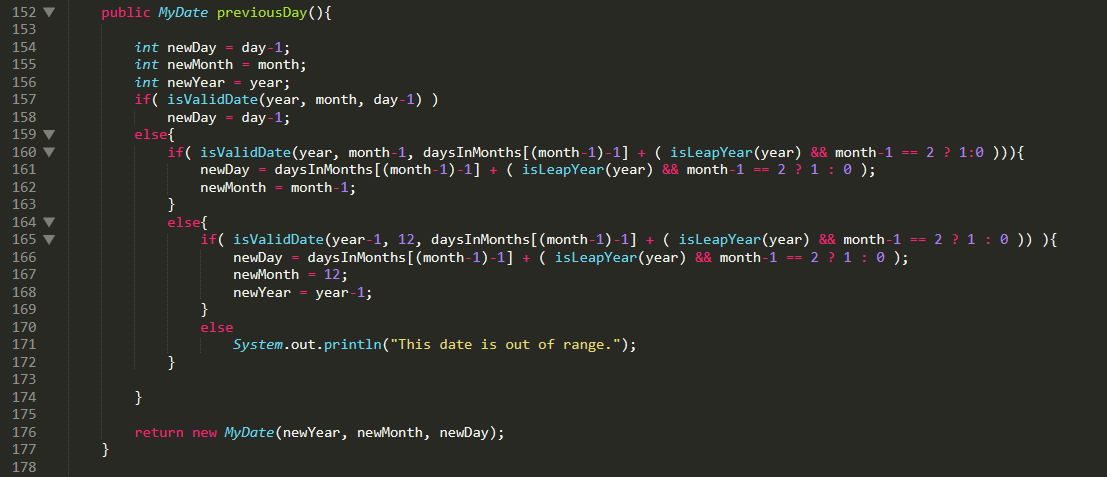 152 public MyDate previousDay(){
153
154 int newDay = day-1;
155 int newMonth = month;
156 int newYear = year;
157 if( isValidDate(year, month, day-1) )
158 newDay = day-1;
159 else{
160 if( isValidDate(year, month-1, daysInMonths[(month-1)-1] + ( isLeapYear(year) && month-1 == 2 ? 1:0 ))){
161 newDay = daysInMonths[(month-1)-1] + ( isLeapYear(year) && month-1 == 2 ? 1 : 0 );
162 newMonth = month-1;
163 }
164 else{
165 if( isValidDate(year-1, 12, daysInMonths[(month-1)-1] + ( isLeapYear(year) && month-1 == 2 ? 1 : 0 )) ){
166 newDay = daysInMonths[(month-1)-1] + ( isLeapYear(year) && month-1 == 2 ? 1 : 0 );
167 newMonth = 12;
168 newYear = year-1;
169 }
170 else
171 System.out.println("This date is out of range.");
172 }
173
174 }
175
176 return new MyDate(newYear, newMonth, newDay);
177 }
178